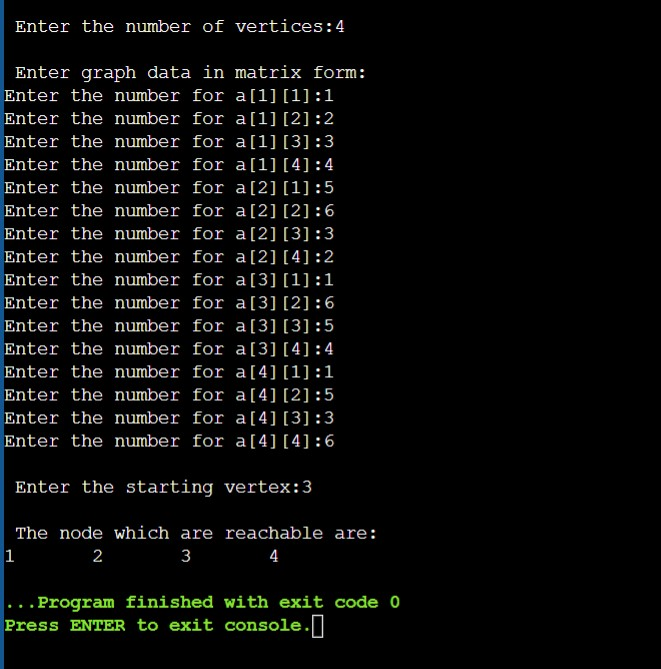 Enter the number of vertices:4
Enter graph data in matrix form:
Enter the number for a[1][1]:1
Enter the number for a[1][2]:2
Enter the number for a[1][3]:3
Enter the number for a[1][4]:4
Enter the number for a[2][1]:5
Enter the number for a[2][2]:6
Enter the number for a[2][3]:3
Enter the number for a[2][4]:2
Enter the number for a[3][1]:1
Enter the number for a[3][2]:6
Enter the number for a[3][3]:5
Enter the number for a[3][4]:4
Enter the number for a[4][1]:1
Enter the number for a[4][2]:5
Enter the number for a[4][3]:3
Enter the number for a[4][4]:6
Enter the starting vertex:3
The node which are reachable are:
1 2 3 4
...Program finished with exit code 0
Press ENTER to exit console.